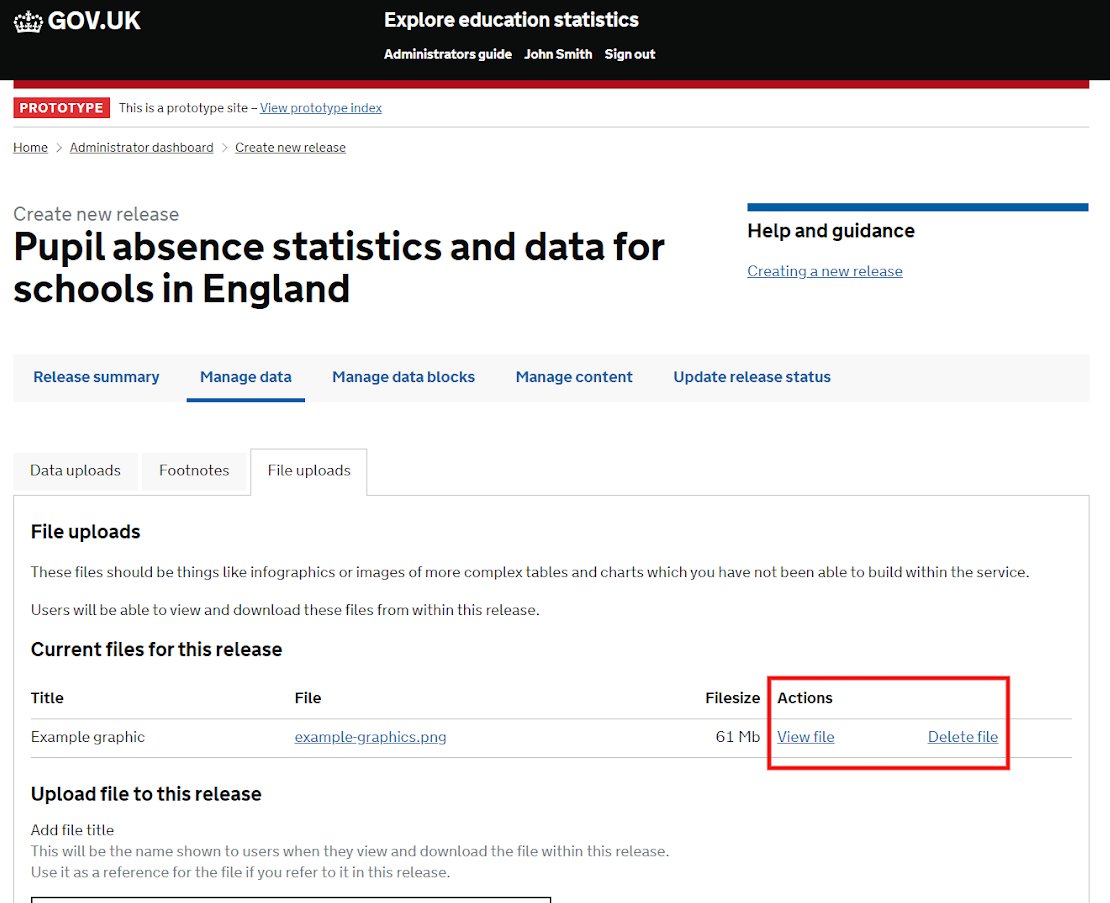 GOV.UK
Explore education statistics
Administrators guide John Smith Sign out
PROTOTYPE This is a prototype site – View prototype index
Home > Administrator dashboard > Create new release
Create new release
Pupil absence statistics and data for
schools in England
Help and guidance
Creating a new release
Release summary Manage data Manage data blocks Manage content Update release status
Data uploads Footnotes File uploads
File uploads
These files should be things like infographics or images of more complex tables and charts which you have not been able to build within the service.
Users will be able to view and download these files from within this release.
Current files for this release
Title File Filesize Actions
Example graphic example-graphics.png 61 Mb View file Delete file
Upload file to this release
Add file title
This will be the name shown to users when they view and download the file within this release.
Use it as a reference for the file if you refer to it in this release.